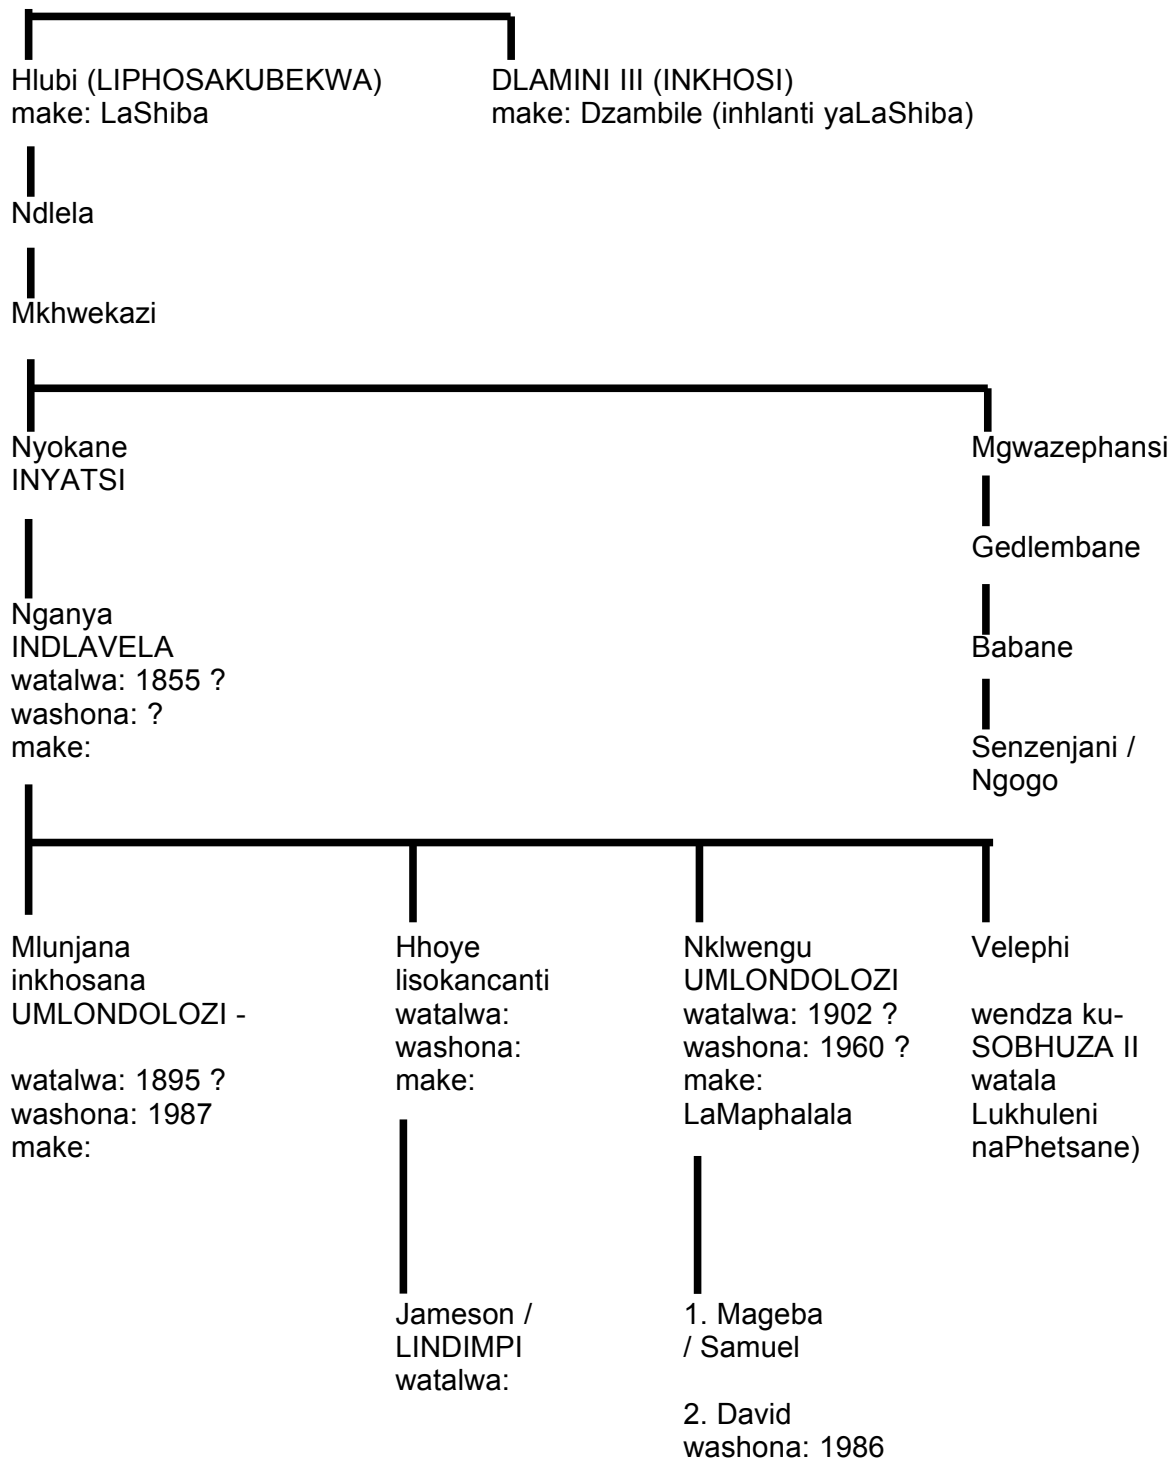 Hlubi (LIPHOSAKUBEKWA)
make: LaShiba
DLAMINI III (INKHOSI)
make: Dzambile (inhlanti yaLaShiba)
Ndlela
Mkhwekazi
Nyokane
INYATSI
Mgwazephansi
Gedlembane
Nganya
INDLAVELA
watalwa: 1855 ?
washona: ?
make:
Babane
Senzenjani /
Ngogo
Mlunjana
inkhosana
UMLONDOLOZI -
watalwa: 1895 ?
washona: 1987
make:
Hhoye
lisokancanti
watalwa:
washona:
make:
Nklwengu
UMLONDOLOZI
watalwa: 1902 ?
washona: 1960 ?
make:
LaMaphalala
Velephi
wendza ku-
SOBHUZA II
watala
Lukhuleni
naPhetsane)
Jameson /
LINDIMPI
watalwa:
1. Mageba
/ Samuel
2. David
washona: 1986